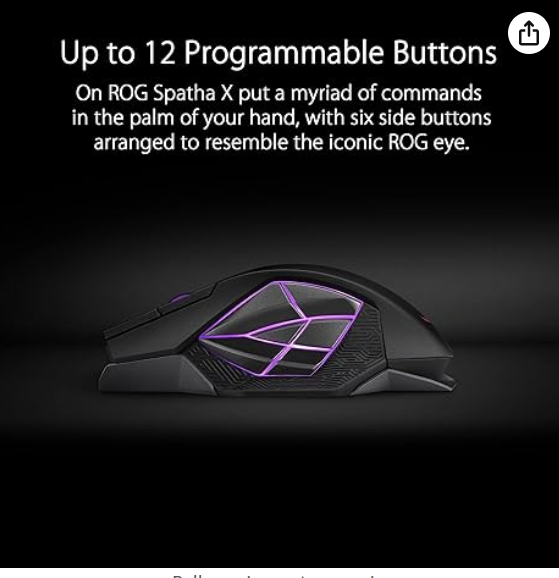 Up to 12 Programmable Buttons
On ROG Spatha X put a myriad of commands
in the palm of your hand, with six side buttons
arranged to resemble the iconic ROG eye.